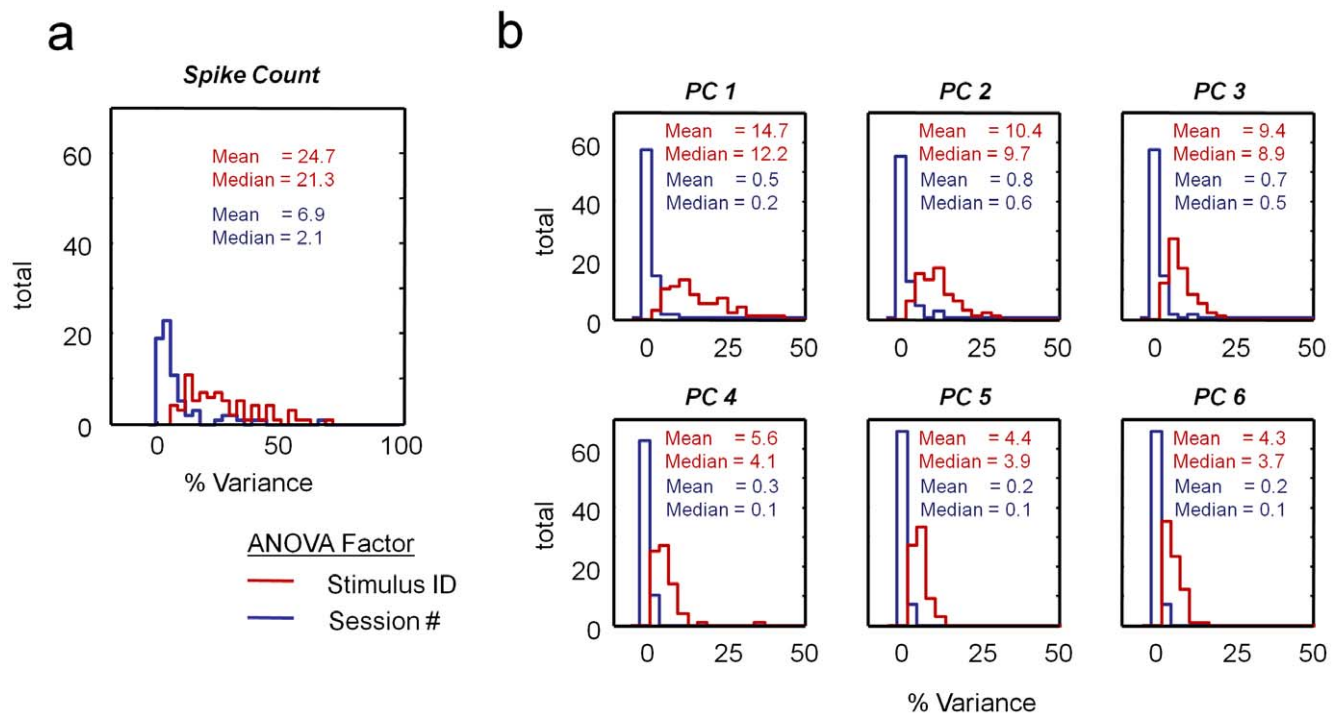 a
Spike Count
60
40
20
0
total
Mean = 24.7
Median = 21.3
Mean = 6.9
Median = 2.1
0 50 100
% Variance
ANOVA Factor
Stimulus ID
Session #
b
PC 1
60
40
20
0
total
Mean = 14.7
Median = 12.2
Mean = 0.5
Median = 0.2
0 50
PC 2
Mean = 10.4
Median = 9.7
Mean = 0.8
Median = 0.6
0 50
PC 3
Mean = 9.4
Median = 8.9
Mean = 0.7
Median = 0.5
0 50
PC 4
60
40
20
0
total
Mean = 5.6
Median = 4.1
Mean = 0.3
Median = 0.1
0 50
PC 5
Mean = 4.4
Median = 3.9
Mean = 0.2
Median = 0.1
0 50
PC 6
Mean = 4.3
Median = 3.7
Mean = 0.2
Median = 0.1
0 50
% Variance